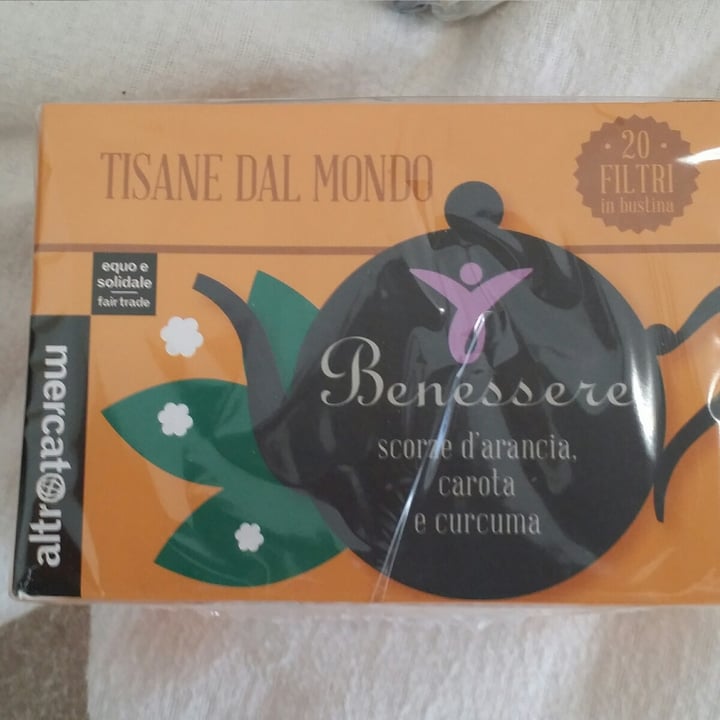 TISANE DAL MONDO
20
FILTRI
in bustina
equo e
solidale
fair trade
altromercato
Benessere
scorze d'arancia,
carota
e curcuma